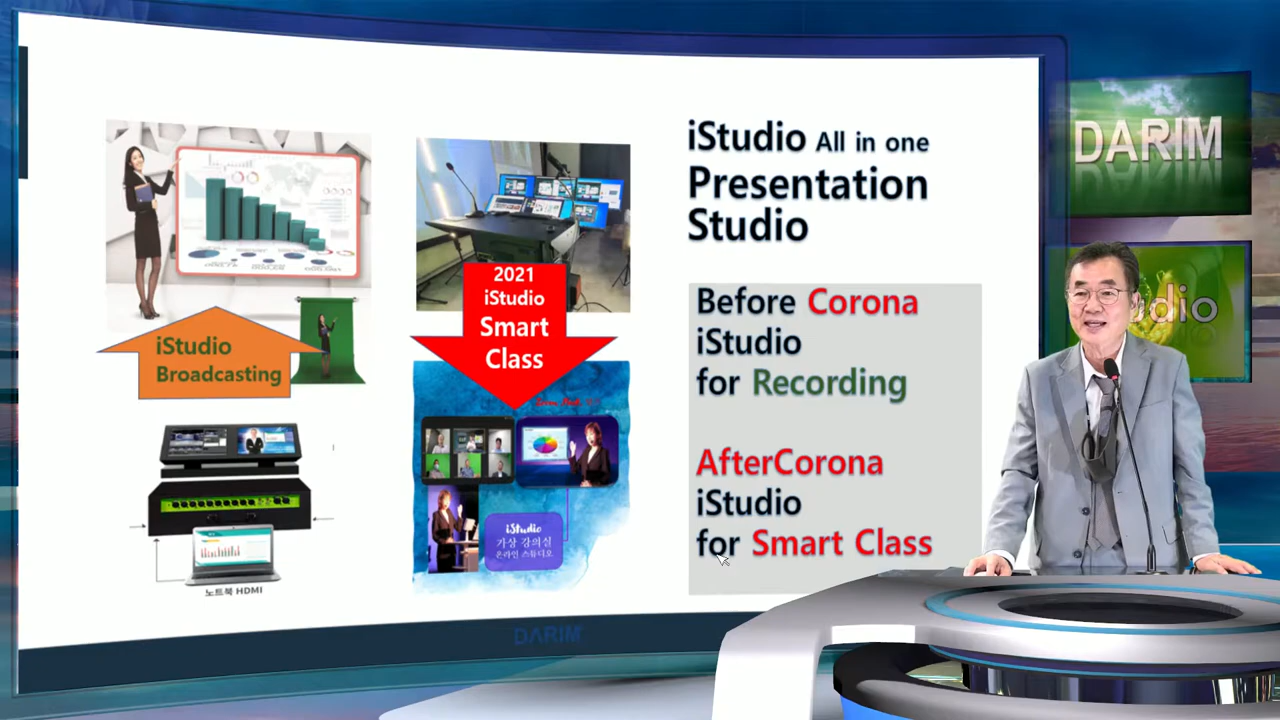 iStudio All in one
Presentation
Studio
Before Corona
iStudio
for Recording
AfterCorona
iStudio
for Smart Class
2021
iStudio
Smart
Class
iStudio
Broadcasting
iStudio
가상 강의실
온라인 스튜디오
노트북 HDMI
DARIM
DARIM